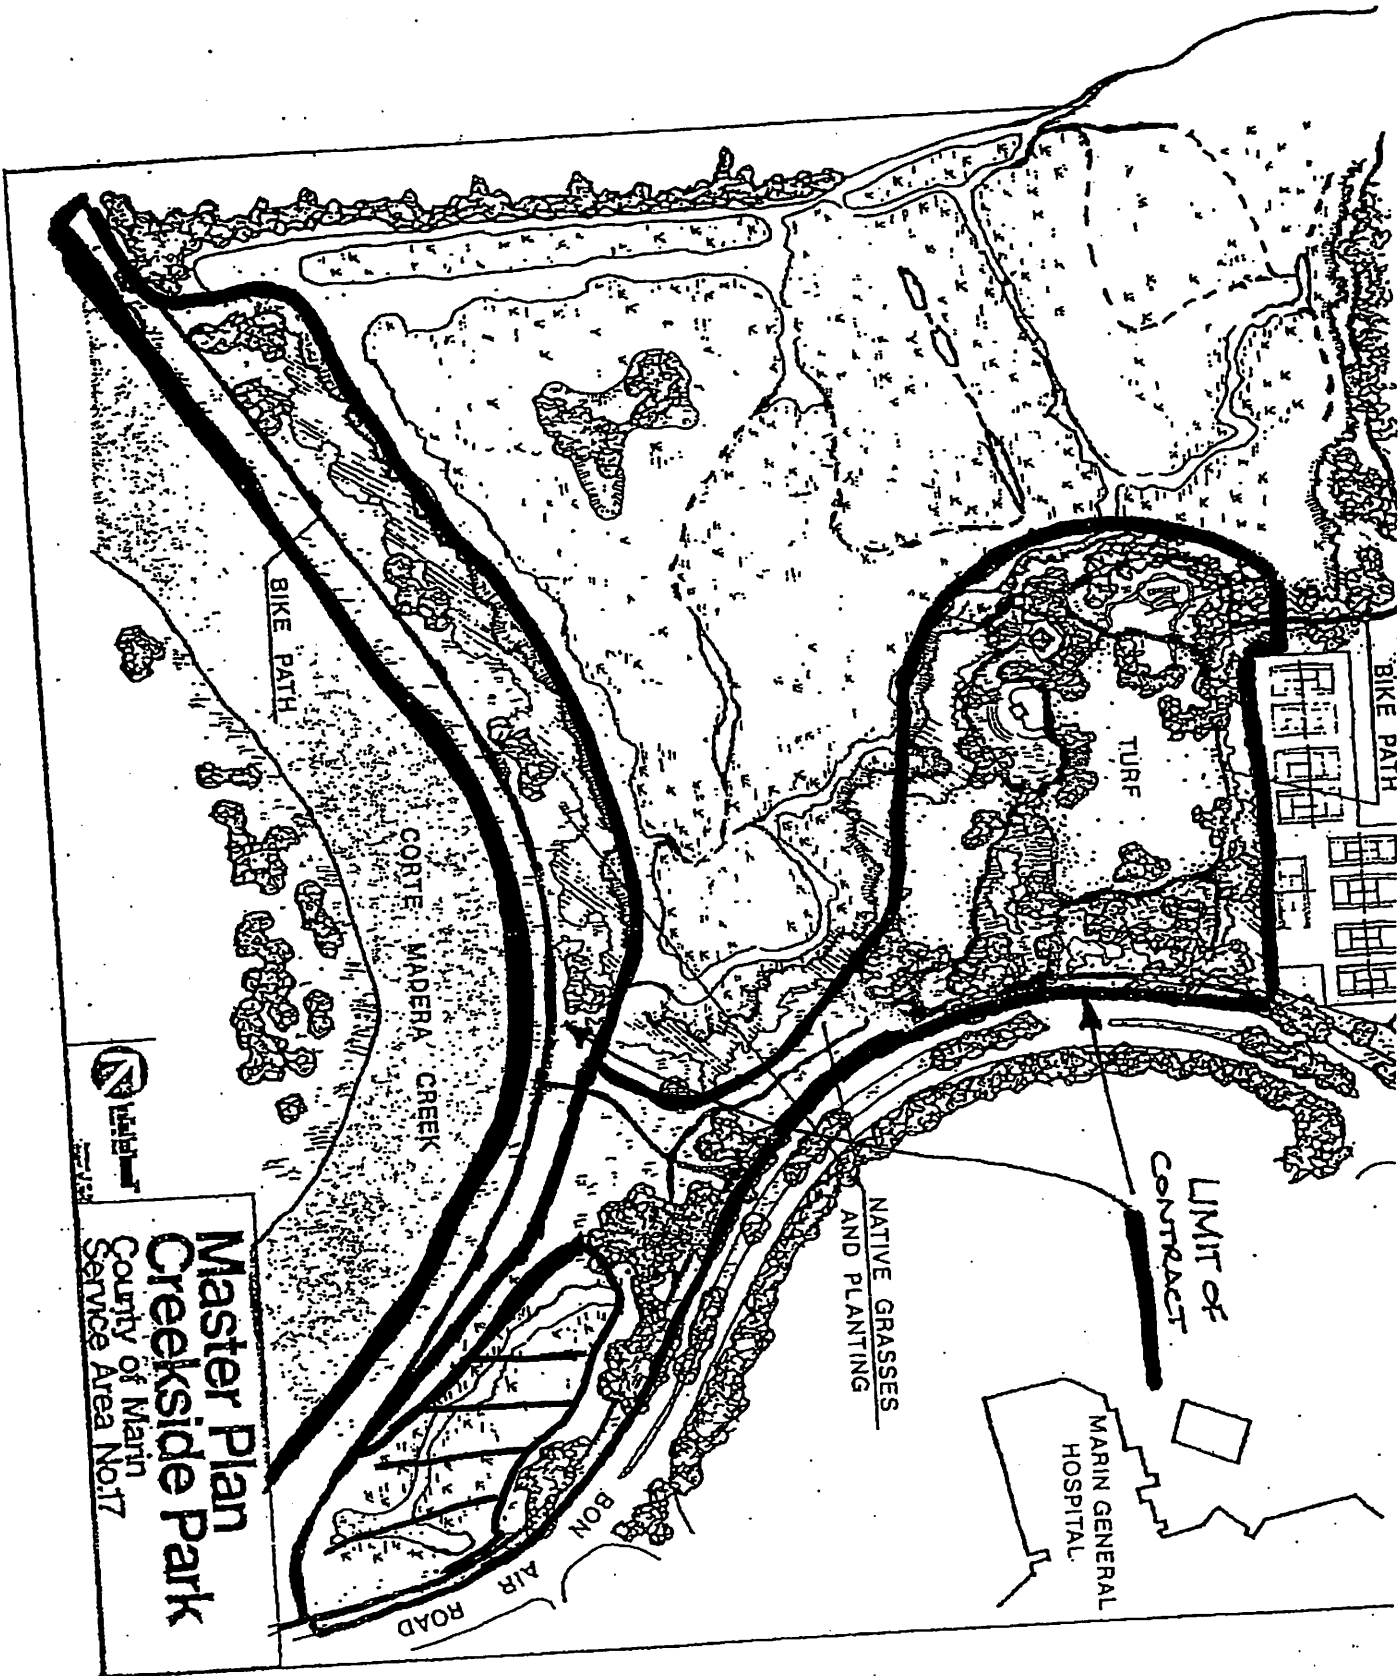 BIKE PATH
TURF
BIKE PATH
CORTE MADERA CREEK
LIMIT OF
CONTRACT
NATIVE GRASSES
AND PLANTING
MARIN GENERAL
HOSPITAL
BON AIR ROAD
Master Plan
Creekside Park
County of Marin
Service Area No.17